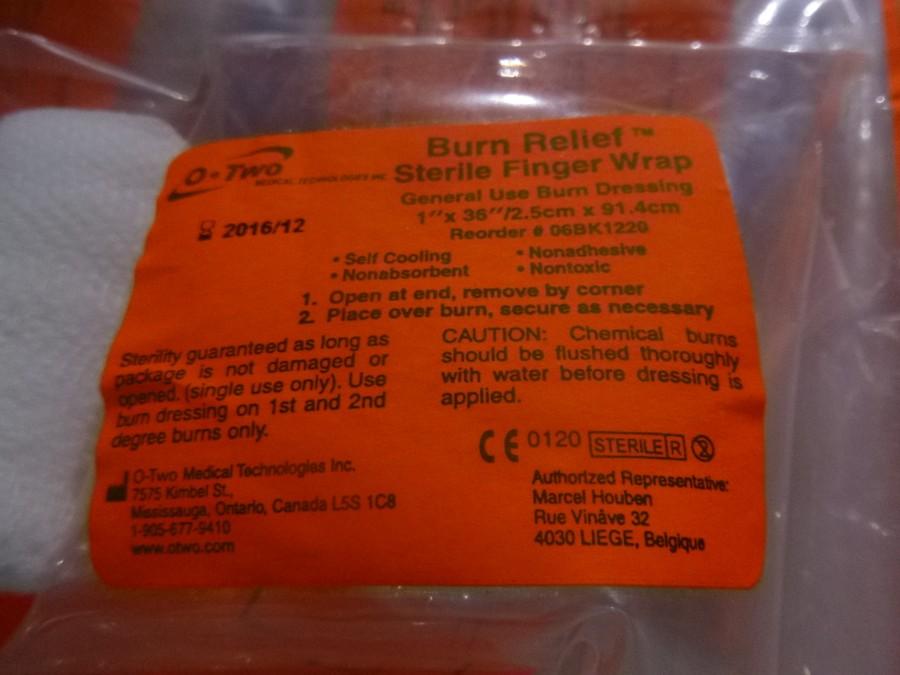 O-Two
MEDICAL TECHNOLOGIES INC.
Burn Relief™
Sterile Finger Wrap
General Use Burn Dressing
1"x 36"/2.5cm x 91.4cm
Reorder # 06BK1220
2016/12
• Self Cooling
• Nonadhesive
• Nonabsorbent
• Nontoxic
1. Open at end, remove by corner
2. Place over burn, secure as necessary
Sterility guaranteed as long as
package is not damaged or
opened. (single use only). Use
burn dressing on 1st and 2nd
degree burns only.
CAUTION: Chemical burns
should be flushed thoroughly
with water before dressing is
applied.
CE 0120 STERILE R 2
O-Two Medical Technologies Inc.
7575 Kimbel St.,
Mississauga, Ontario, Canada L5S 1C8
1-905-677-9410
www.otwo.com
Authorized Representative:
Marcel Houben
Rue Vinâve 32
4030 LIEGE, Belgique